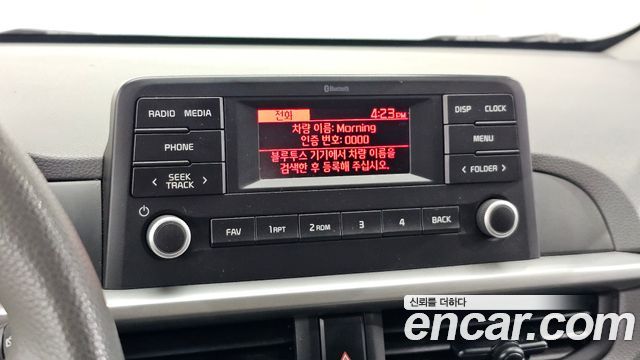 Bluetooth
전화 4:23 PM
차량 이름: Morning
인증 번호: 0000
블루투스 기기에서 차량 이름을
검색한 후 등록해 주십시오.
RADIO MEDIA
PHONE
< SEEK TRACK >
DISP CLOCK
MENU
< FOLDER >
FAV 1 RPT 2 RDM 3 4 BACK
신뢰를 더하다
encar.com